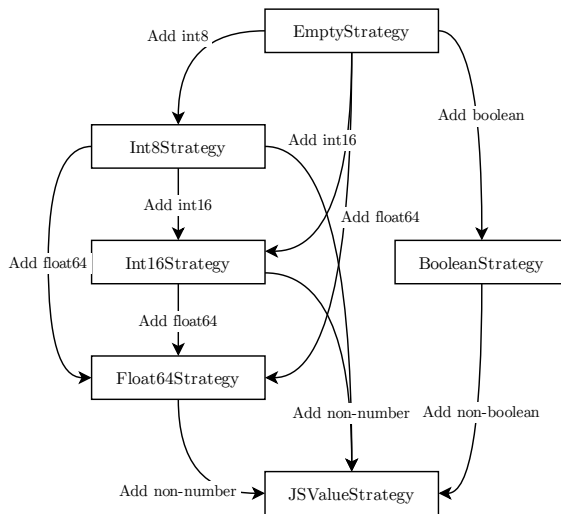 EmptyStrategy
Add int8
Add boolean
Int8Strategy
Add int16
Add int16
Add float64
Add float64
Int16Strategy
BooleanStrategy
Add float64
Float64Strategy
Add non-number
Add non-boolean
Add non-number
JSValueStrategy